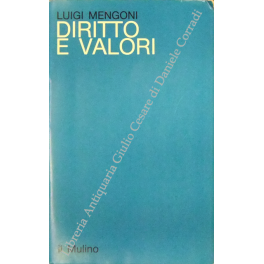 LUIGI MENGONI
DIRITTO
E VALORI
Libreria Antiquaria Giulio Cesare di Daniele Corradi
Il Mulino